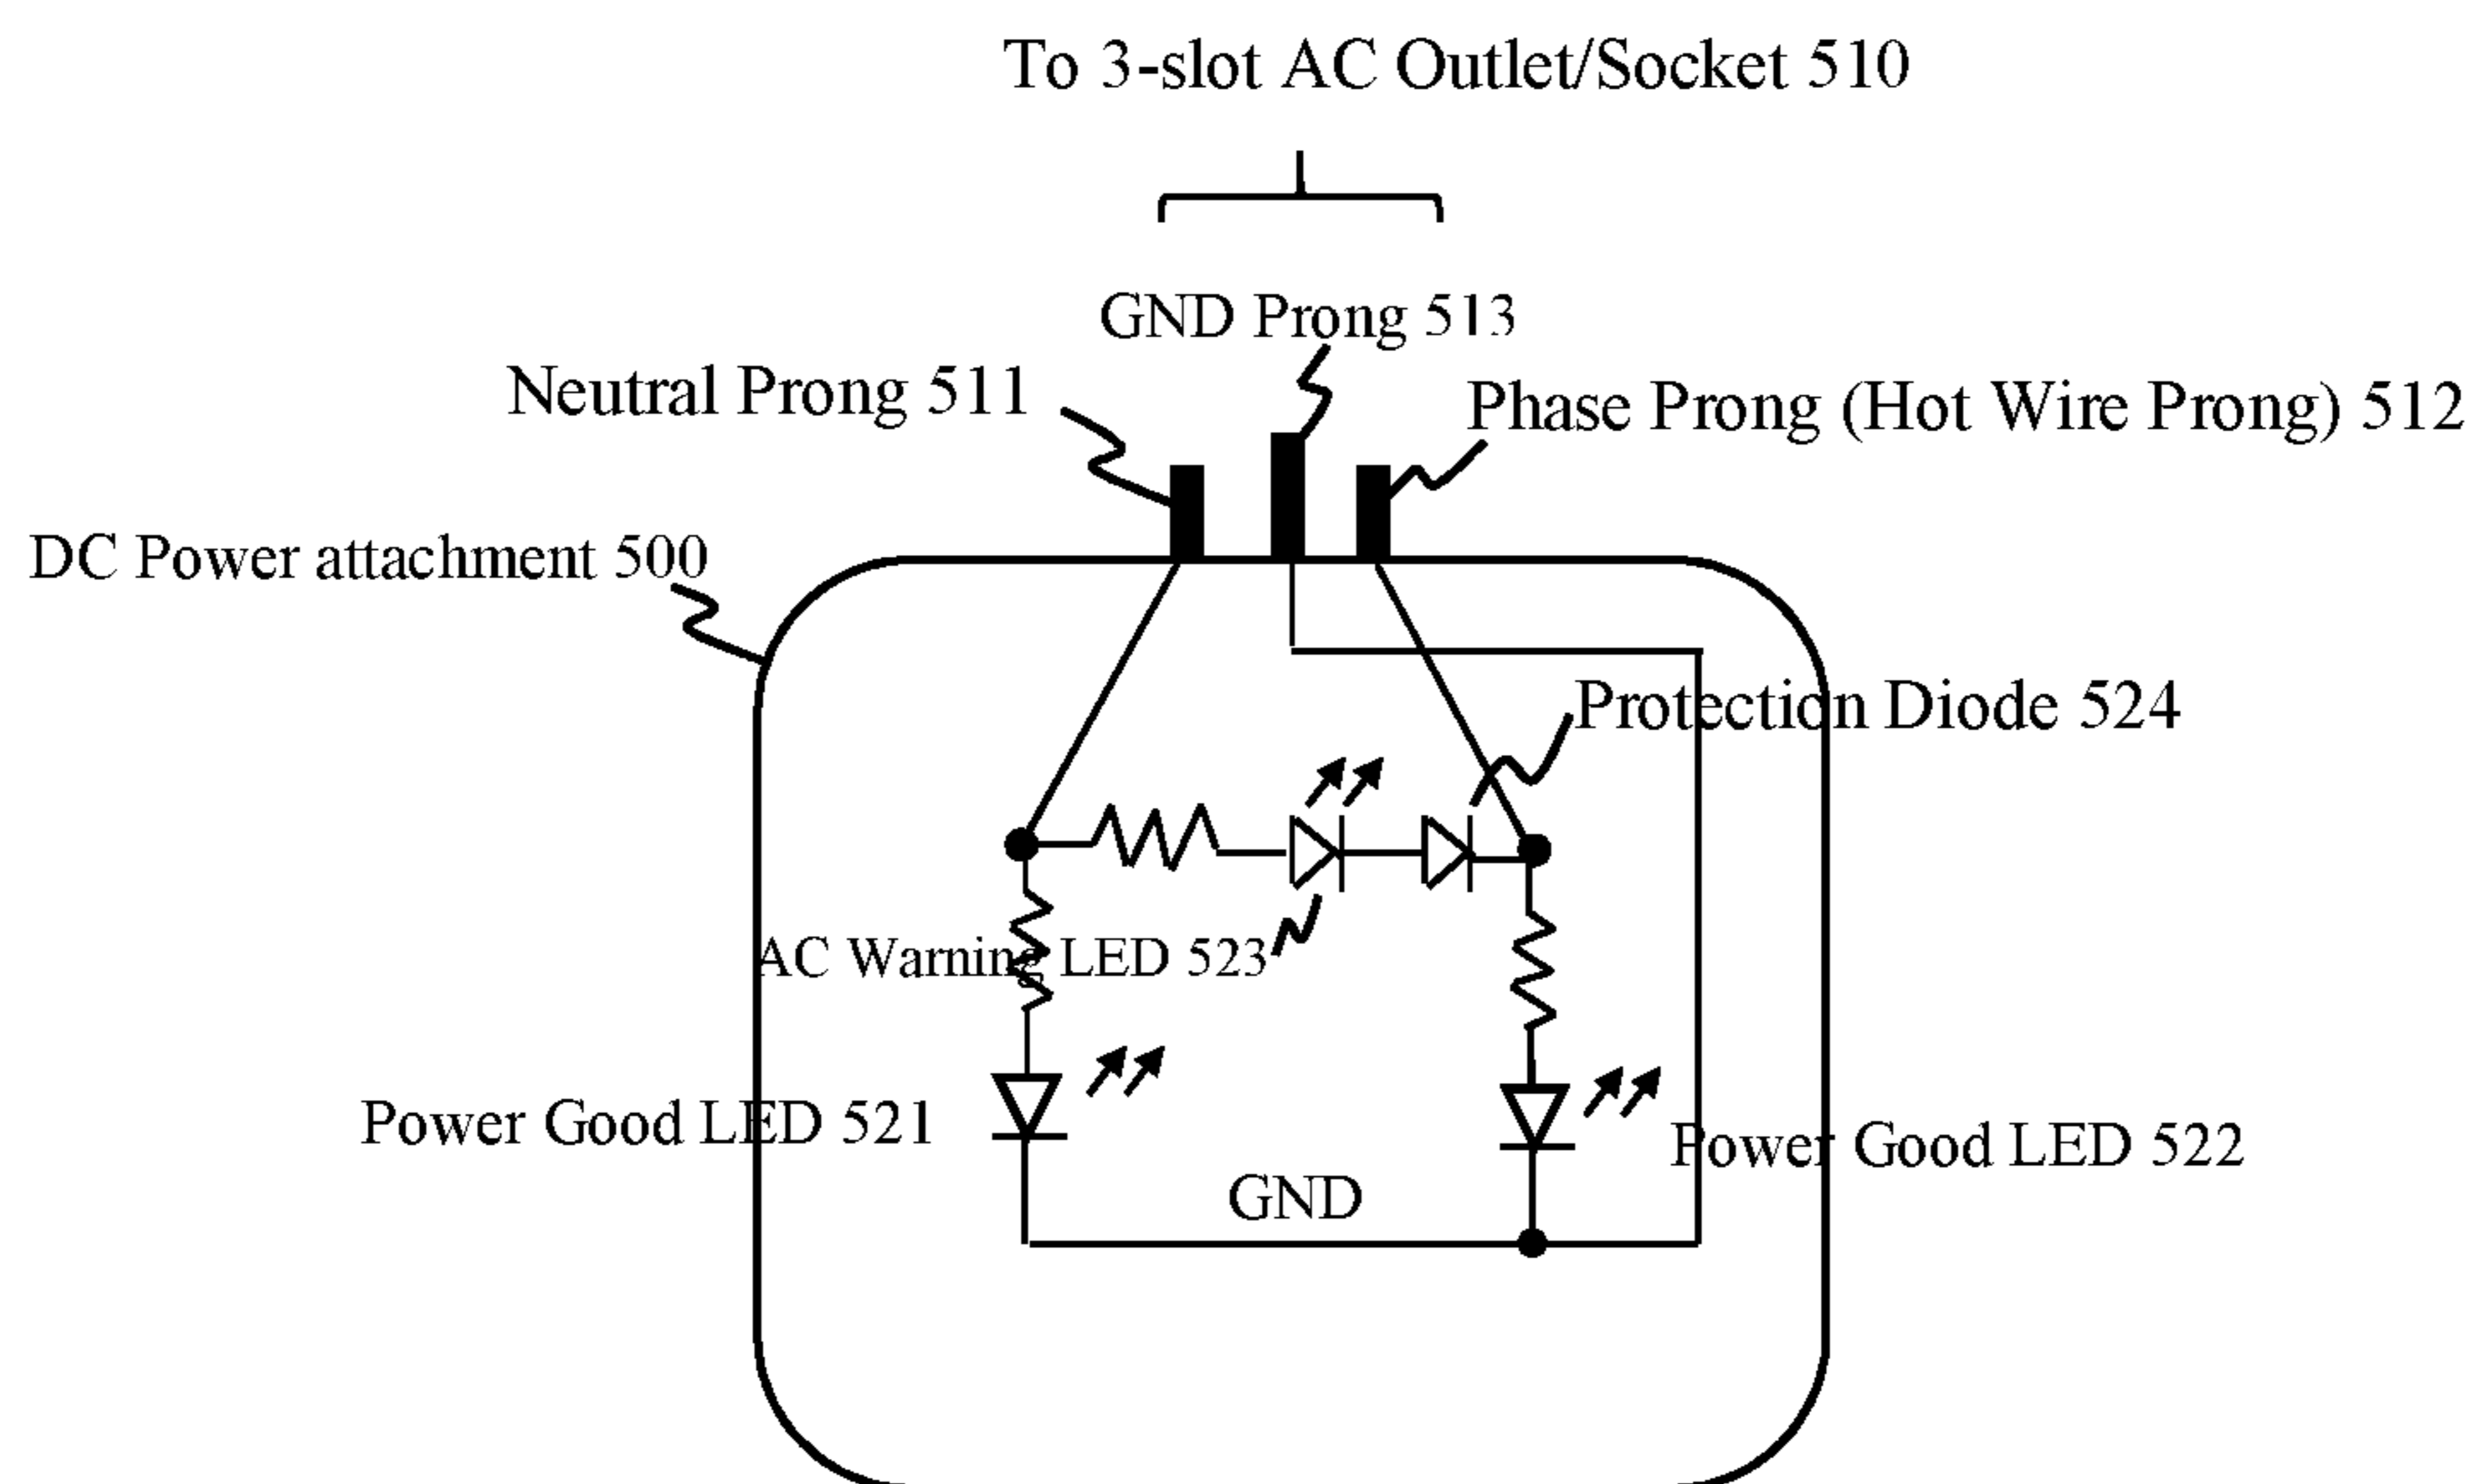 To 3-slot AC Outlet/Socket 510
GND Prong 513
Neutral Prong 511
Phase Prong (Hot Wire Prong) 512
DC Power attachment 500
Protection Diode 524
AC Warning LED 523
Power Good LED 521
Power Good LED 522
GND